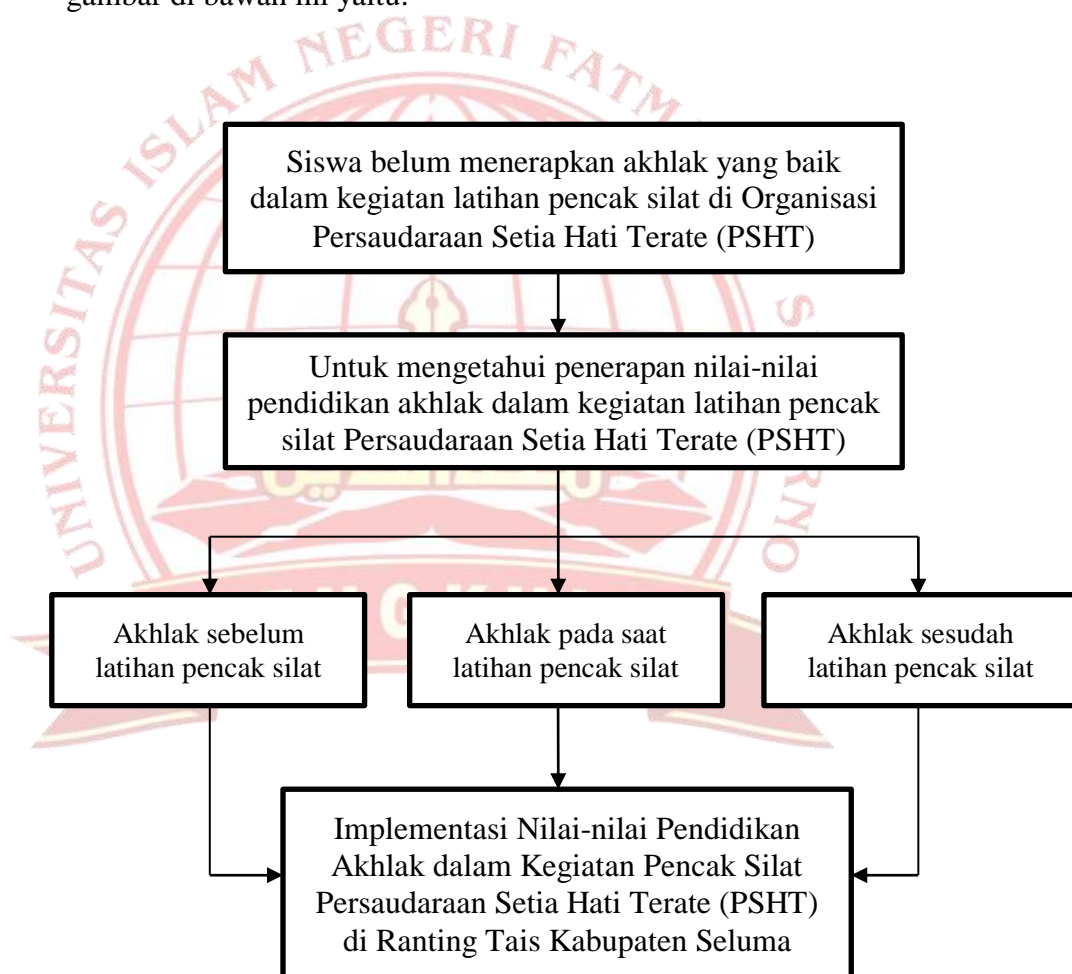 gambar di bawah ini yaitu:
UNIVERSITAS ISLAM NEGERI FATM
Siswa belum menerapkan akhlak yang baik
dalam kegiatan latihan pencak silat di Organisasi
Persaudaraan Setia Hati Terate (PSHT)
Untuk mengetahui penerapan nilai-nilai
pendidikan akhlak dalam kegiatan latihan pencak
silat Persaudaraan Setia Hati Terate (PSHT)
Akhlak sebelum
latihan pencak silat
Akhlak pada saat
latihan pencak silat
Akhlak sesudah
latihan pencak silat
Implementasi Nilai-nilai Pendidikan
Akhlak dalam Kegiatan Pencak Silat
Persaudaraan Setia Hati Terate (PSHT)
di Ranting Tais Kabupaten Seluma